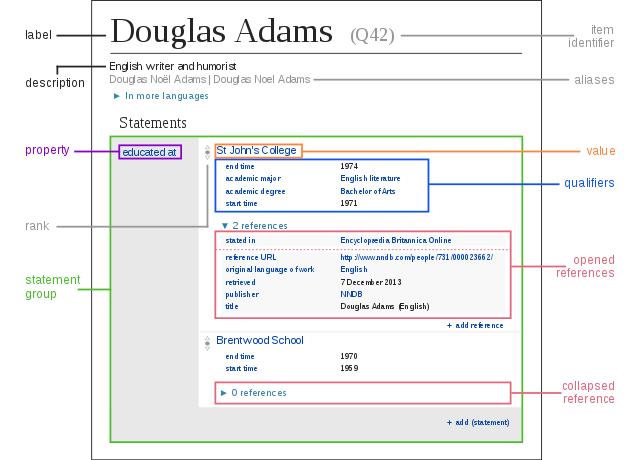 label
Douglas Adams (Q42)
item
identifier
description
English writer and humorist
Douglas Noël Adams | Douglas Noel Adams
aliases
► In more languages
Statements
property
educated at
St John's College
value
end time 1974
academic major English literature
academic degree Bachelor of Arts
start time 1971
qualifiers
rank
▼ 2 references
stated in Encyclopædia Britannica Online
reference URL http://www.nndb.com/people/731/000023662/
original language of work English
retrieved 7 December 2013
publisher NNDB
title Douglas Adams (English)
opened
references
statement
group
+ add reference
Brentwood School
end time 1970
start time 1959
► 0 references
collapsed
reference
+ add (statement)